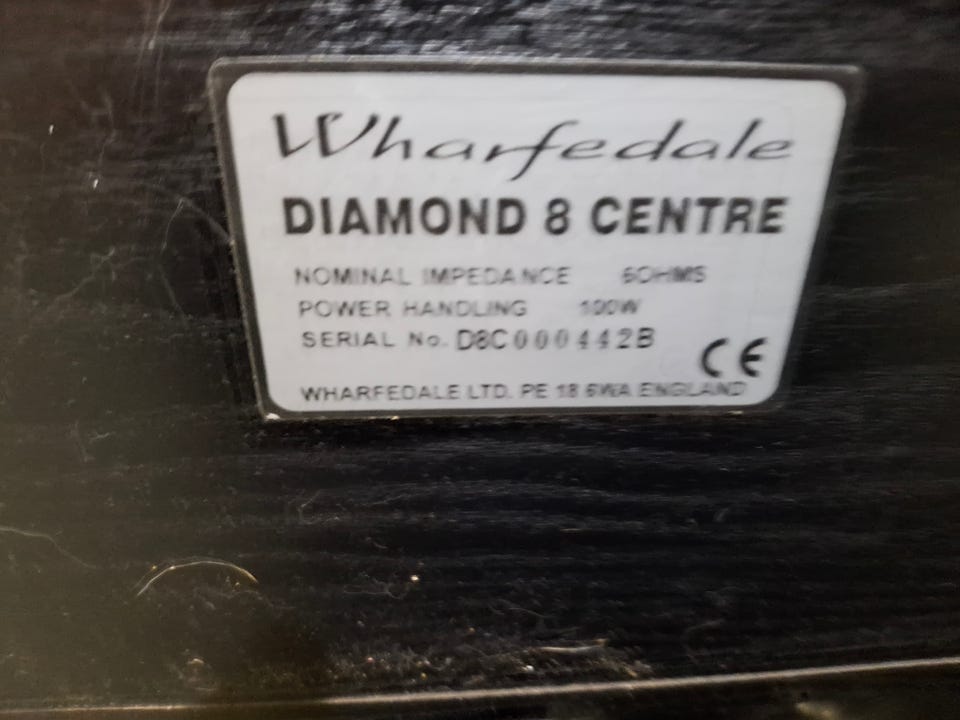 Wharfedale
DIAMOND 8 CENTRE
NOMINAL IMPEDANCE 6OHMS
POWER HANDLING 100W
SERIAL No. D8C000442B
CE
WHARFEDALE LTD. PE 18 6WA ENGLAND